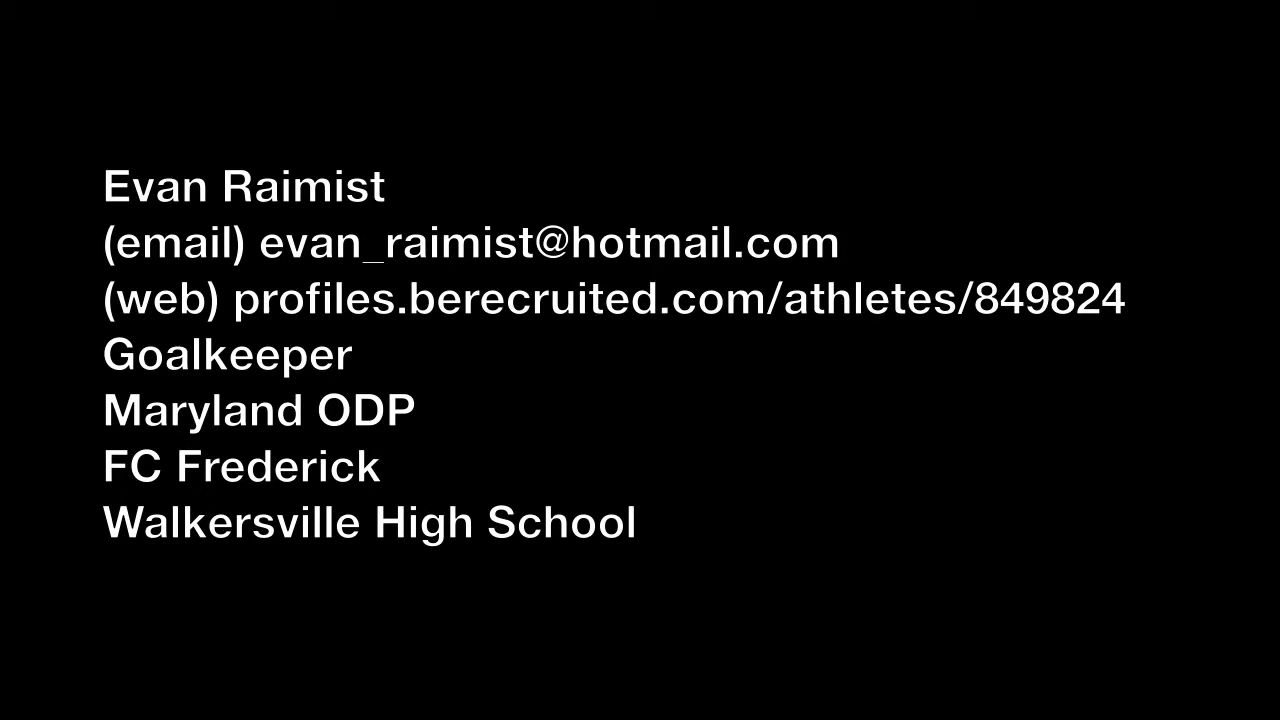 Evan Raimist
(email) evan_raimist@hotmail.com
(web) profiles.berecruited.com/athletes/849824
Goalkeeper
Maryland ODP
FC Frederick
Walkersville High School